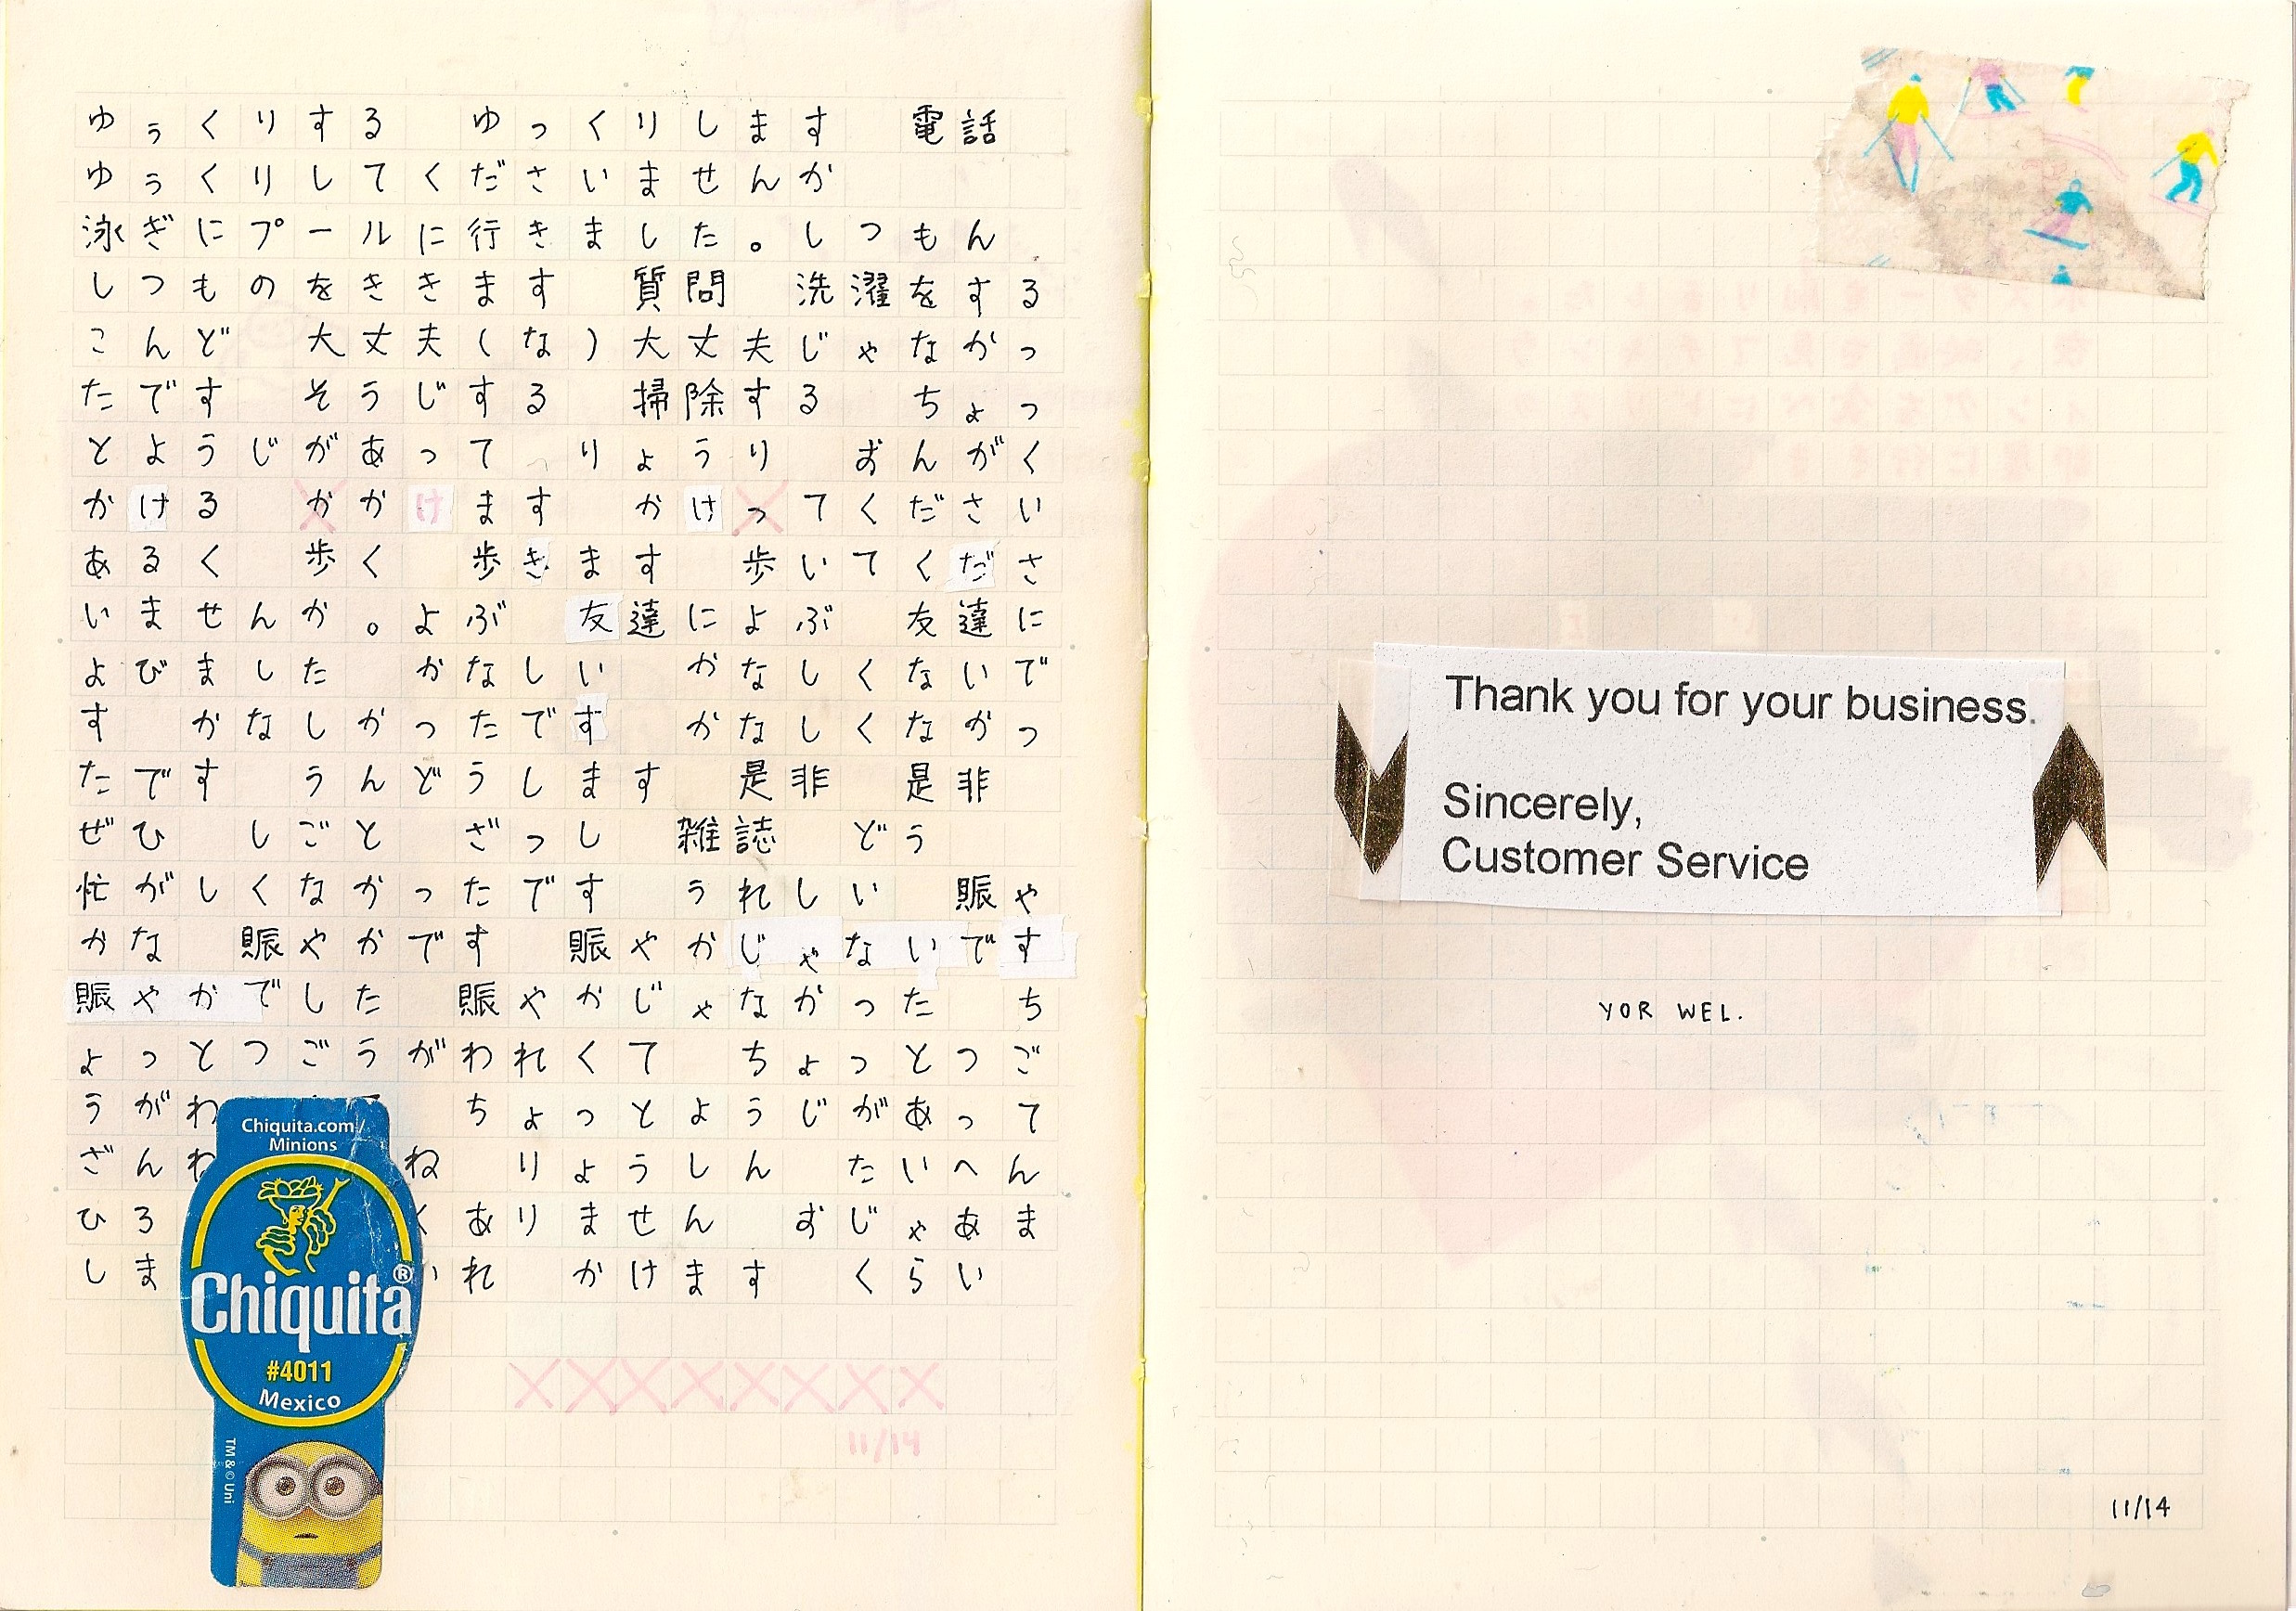 ゆぅくりする　ゆっくりします　電話
ゆぅくりしてくださいませんか
泳ぎにプールに行きました。しつもん
しつものをききます　質問　洗濯をする
こんど　大丈夫(な)大丈夫じゃなかっ
たです　そうじする　掃除する　ちょっ
とようじがあって　りょうり　おんがく
かける　かかけます　かけってください
あるく　歩く　歩きます　歩いてくださ
いませんか。よぶ　友達によぶ　友達に
よびました　かなしい　かなしくないで
す　かなしかったです　かなしくなかっ
たです　うんどうします　是非　是非
ぜひ　しごと　ざっし　雑誌　どう
忙がしくなかったです　うれしい　賑や
かな　賑やかです　賑やかじゃないです
賑やかでした　賑やかじゃなかった　ち
ょっとつごうがわれくて　ちょっとつご
うがわ　ちょっとようじがあって
ざんね　ね　りょうしん　たいへん
ひろ　くありません　おじゃあま
しま　いれ　かけます　くらい
11/14
Chiquita.com/
Minions
Chiquita®
#4011
Mexico
TM & © Uni
Thank you for your business.
Sincerely,
Customer Service
YOR WEL.
11/14